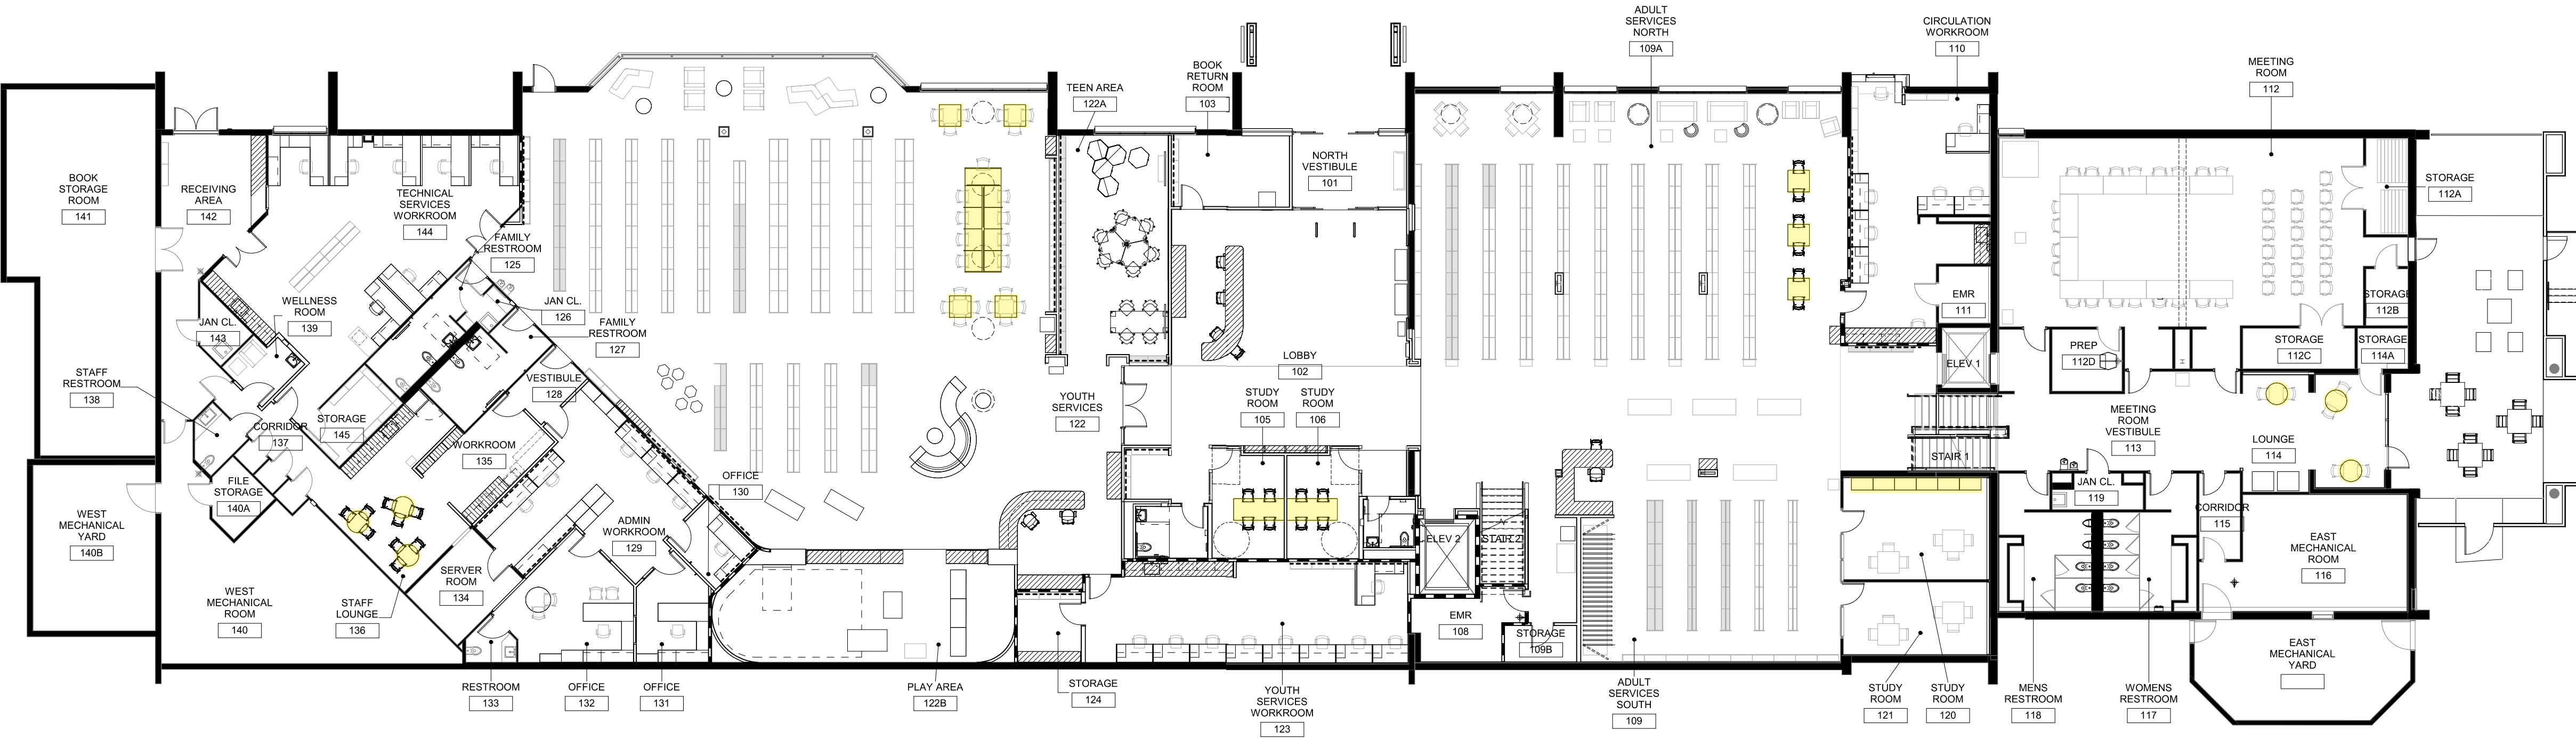 ADULT
SERVICES
NORTH
109A
CIRCULATION
WORKROOM
110
MEETING
ROOM
112
BOOK
RETURN
ROOM
103
TEEN AREA
122A
BOOK
STORAGE
ROOM
141
RECEIVING
AREA
142
TECHNICAL
SERVICES
WORKROOM
144
NORTH
VESTIBULE
101
STORAGE
112A
FAMILY
RESTROOM
125
JAN CL.
126
WELLNESS
ROOM
139
JAN CL.
143
FAMILY
RESTROOM
127
EMR
111
STORAGE
112B
STORAGE
112C
STORAGE
114A
PREP
112D
ELEV 1
LOBBY
102
STAFF
RESTROOM
138
VESTIBULE
128
STUDY
ROOM
105
STUDY
ROOM
106
YOUTH
SERVICES
122
STORAGE
145
CORRIDOR
137
WORKROOM
135
MEETING
ROOM
VESTIBULE
113
LOUNGE
114
STAIR 1
FILE
STORAGE
140A
OFFICE
130
JAN CL.
119
CORRIDOR
115
WEST
MECHANICAL
YARD
140B
ADMIN
WORKROOM
129
ELEV 2
STAIR 2
EAST
MECHANICAL
ROOM
116
SERVER
ROOM
134
WEST
MECHANICAL
ROOM
140
STAFF
LOUNGE
136
EMR
108
STORAGE
109B
EAST
MECHANICAL
YARD
RESTROOM
133
OFFICE
132
OFFICE
131
PLAY AREA
122B
STORAGE
124
YOUTH
SERVICES
WORKROOM
123
ADULT
SERVICES
SOUTH
109
STUDY
ROOM
121
STUDY
ROOM
120
MENS
RESTROOM
118
WOMENS
RESTROOM
117